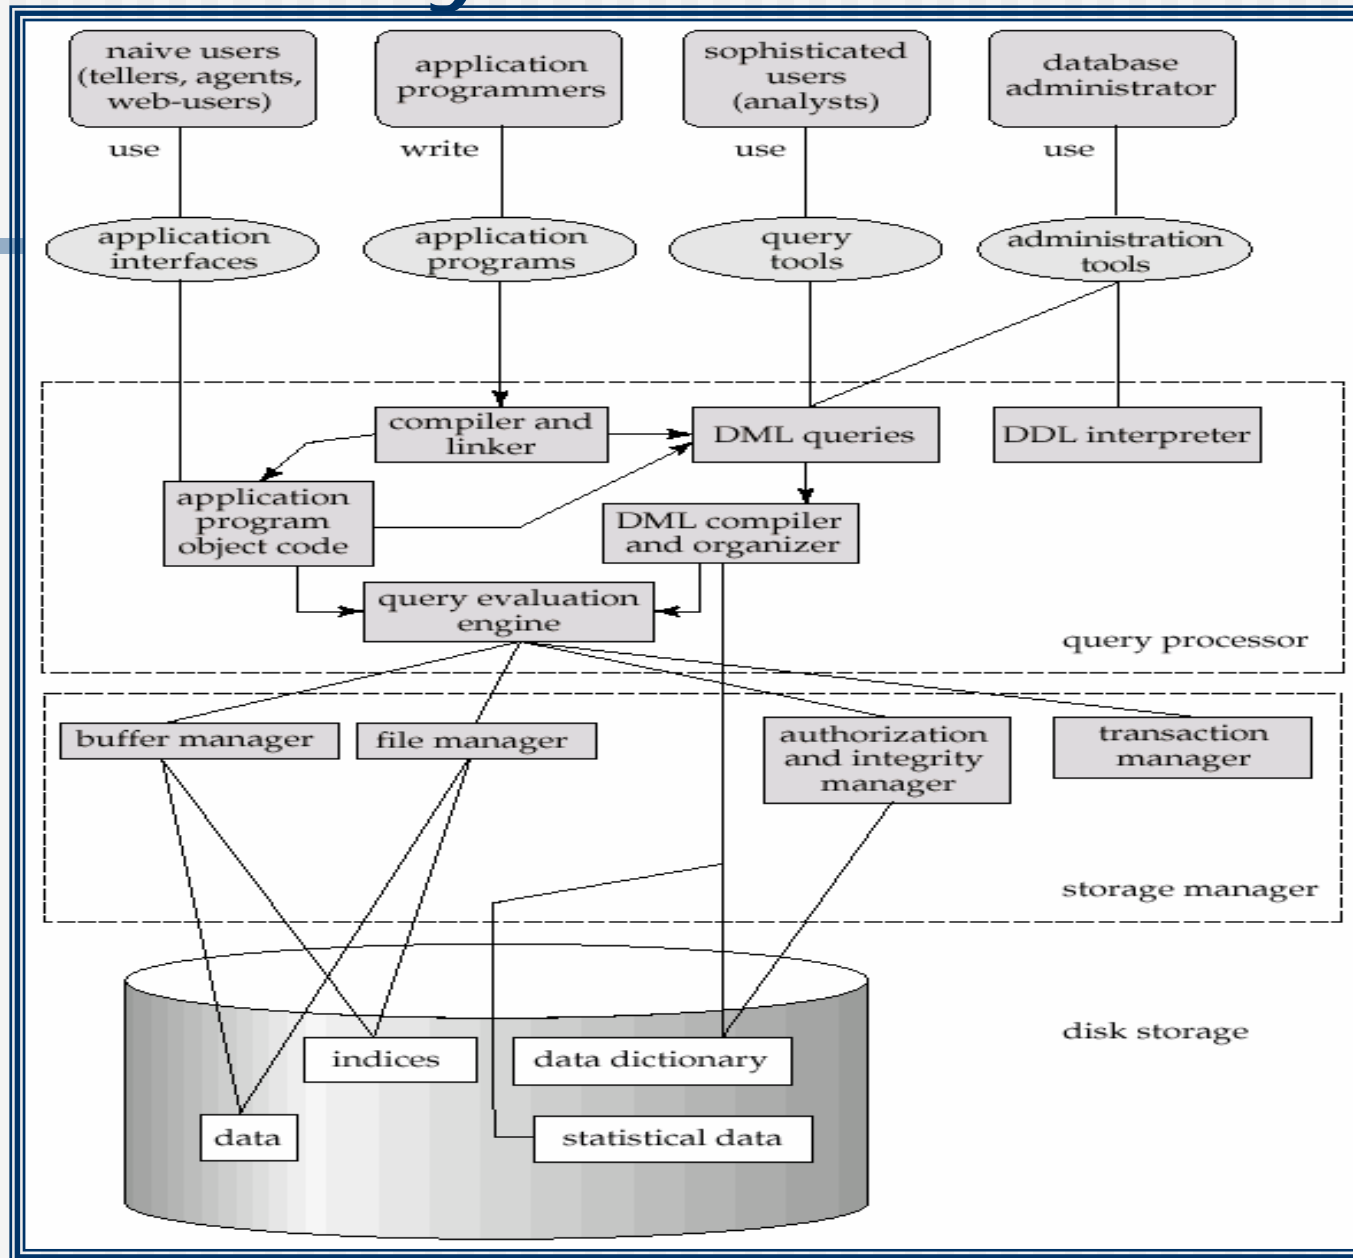 naive users
(tellers, agents,
web-users)
application
programmers
sophisticated
users
(analysts)
database
administrator
use
write
use
use
application
interfaces
application
programs
query
tools
administration
tools
compiler and
linker
DML queries
DDL interpreter
application
program
object code
DML compiler
and organizer
query evaluation
engine
query processor
buffer manager
file manager
authorization
and integrity
manager
transaction
manager
storage manager
disk storage
indices
data dictionary
data
statistical data